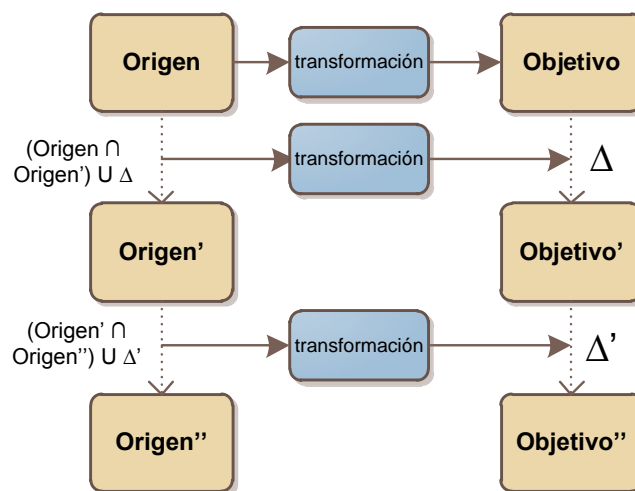 Origen
transformación
Objetivo
(Origen ∩
Origen’) U Δ
transformación
Δ
Origen’
Objetivo’
(Origen’ ∩
Origen’’) U Δ’
transformación
Δ’
Origen’’
Objetivo’’